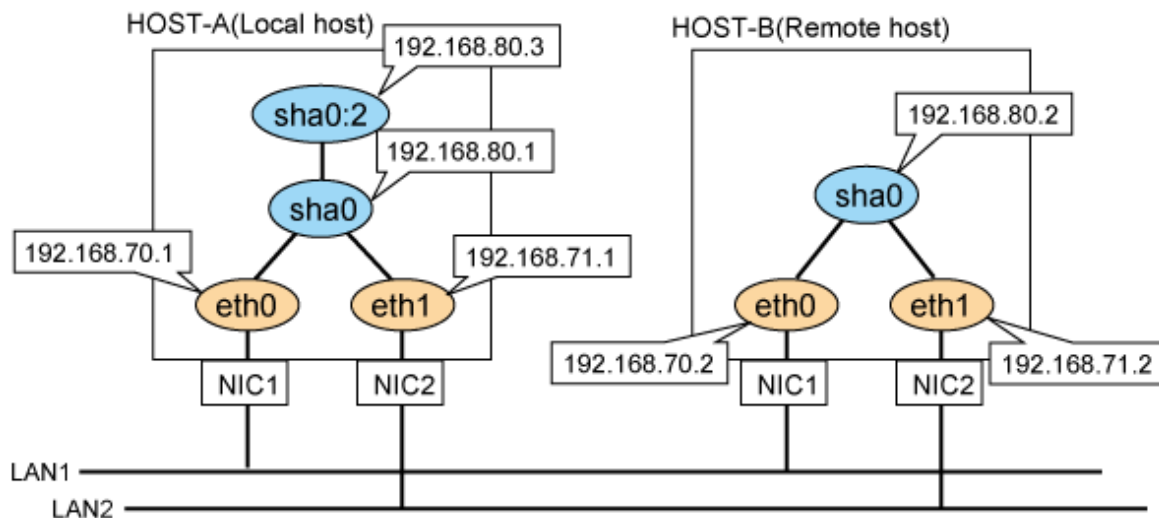 HOST-A(Local host)
192.168.80.3
sha0:2
192.168.80.1
sha0
192.168.70.1
192.168.71.1
eth0
eth1
NIC1
NIC2
HOST-B(Remote host)
192.168.80.2
sha0
eth0
eth1
192.168.70.2
192.168.71.2
NIC1
NIC2
LAN1
LAN2